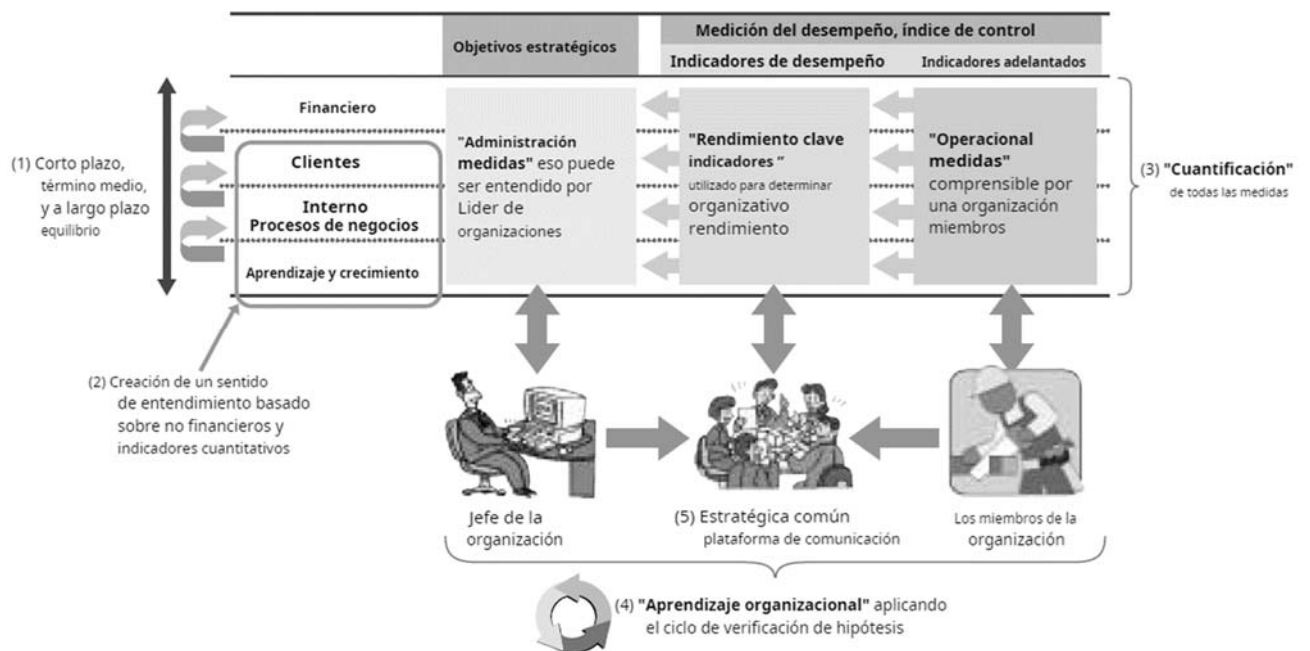 Objetivos estratégicos
Medición del desempeño, índice de control
Indicadores de desempeño
Indicadores adelantados
(1) Corto plazo,
término medio,
y a largo plazo
equilibrio
Financiero
Clientes
Interno
Procesos de negocios
Aprendizaje y crecimiento
"Administración
medidas" eso puede
ser entendido por
Lider de
organizaciones
"Rendimiento clave
indicadores "
utilizado para determinar
organizativo
rendimiento
"Operacional
medidas"
comprensible por
una organización
miembros
(3) "Cuantificación"
de todas las medidas
(2) Creación de un sentido
de entendimiento basado
sobre no financieros y
indicadores cuantitativos
Jefe de la
organización
(5) Estratégica común
plataforma de comunicación
Los miembros de la
organización
(4) "Aprendizaje organizacional" aplicando
el ciclo de verificación de hipótesis